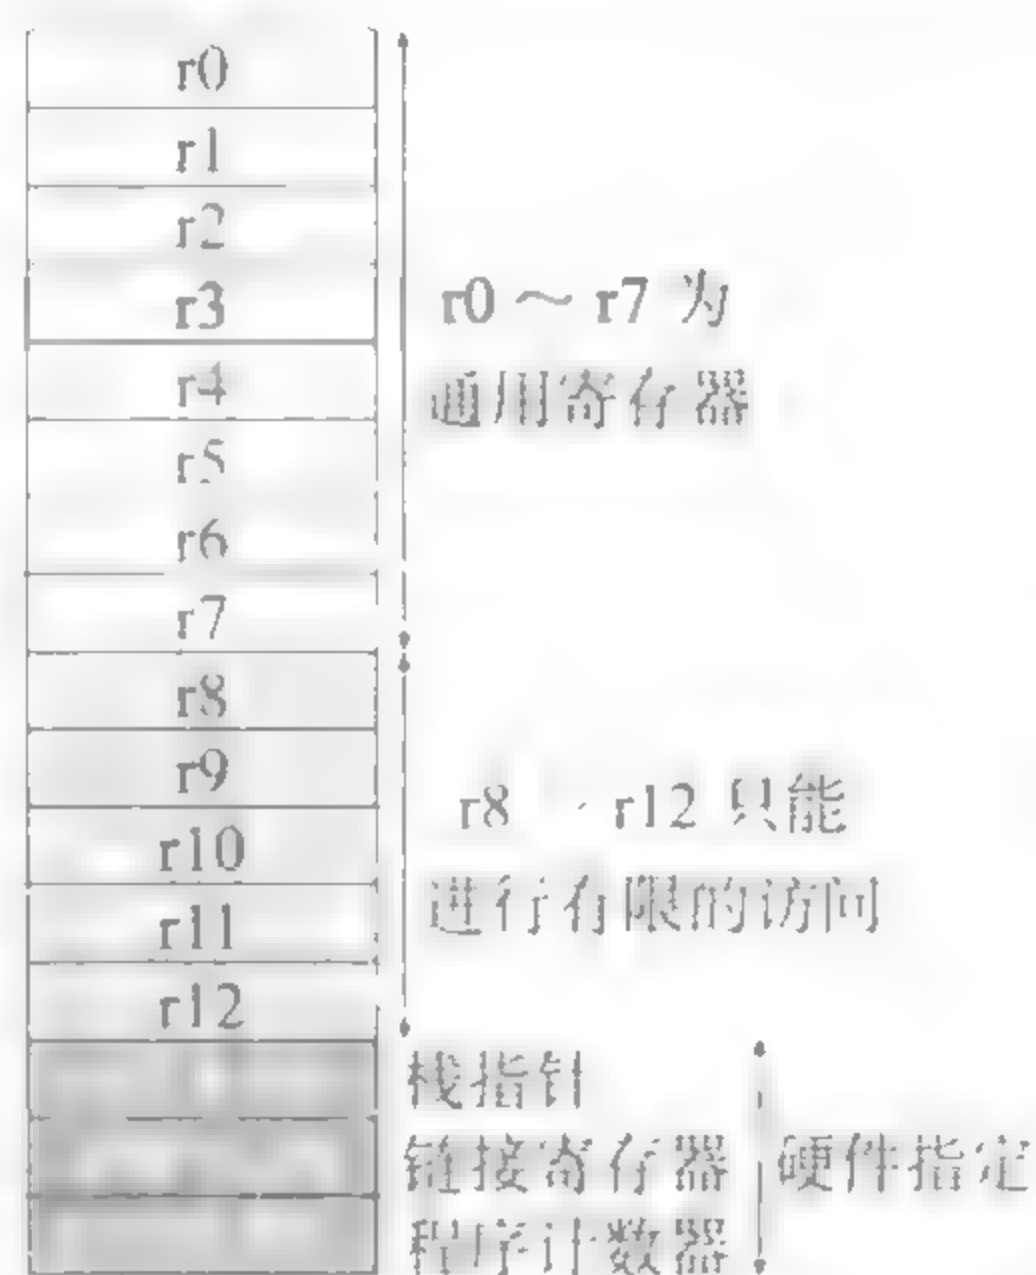 r0
r1
r2
r3
r4
r5
r6
r7
r8
r9
r10
r11
r12
r0 ～ r7 为
通用寄存器
r8 ～ r12 只能
进行有限的访问
栈指针
链接寄存器
程序计数器
硬件指定